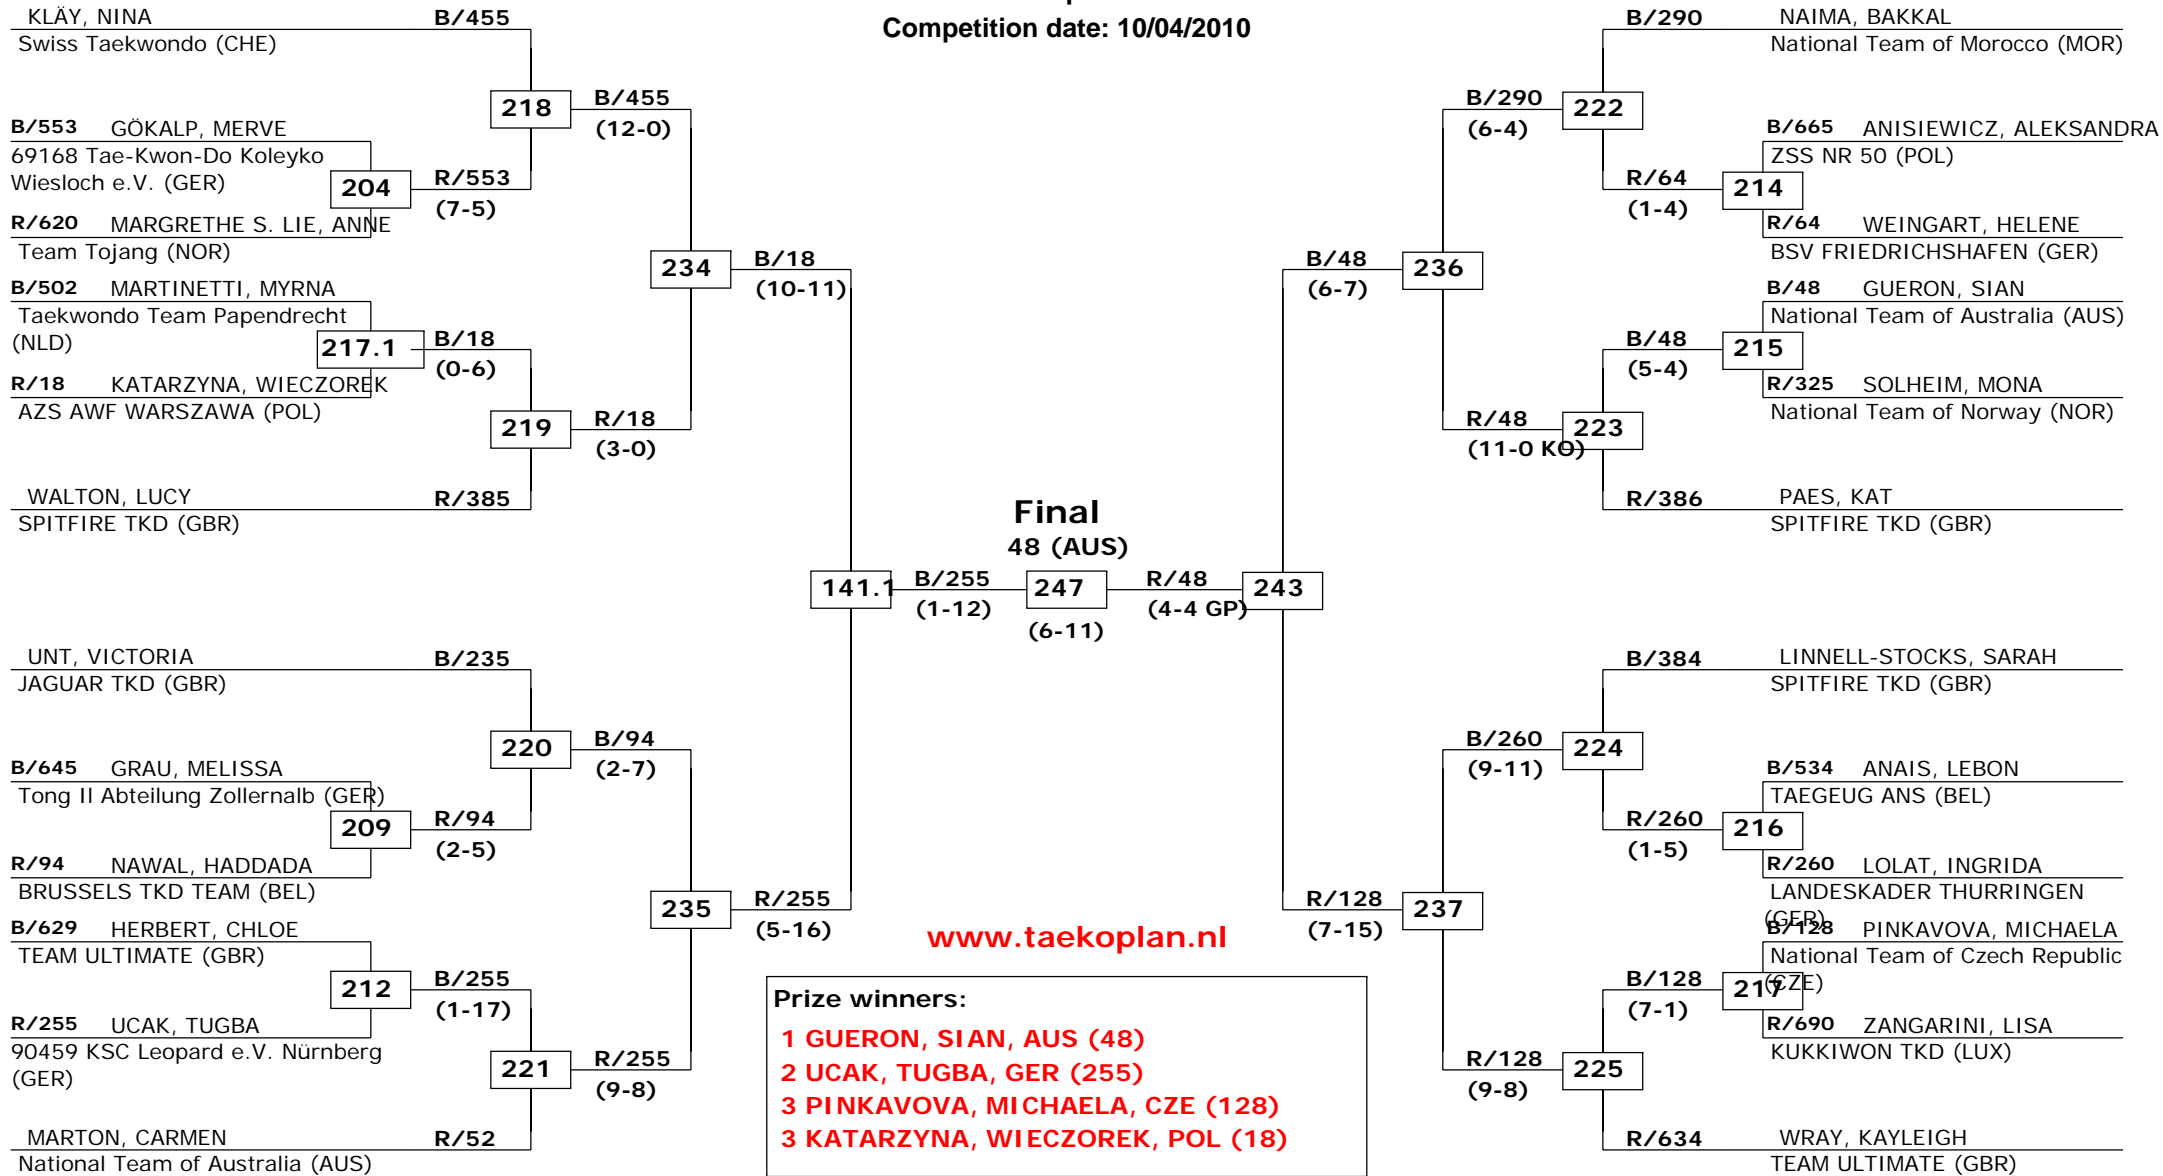 Competition date: 10/04/2010
KLÄY, NINA B/455
Swiss Taekwondo (CHE)
218
B/455
(12-0)
B/553 GÖKALP, MERVE
69168 Tae-Kwon-Do Koleyko
Wiesloch e.V. (GER)
204
R/553
(7-5)
R/620 MARGRETHE S. LIE, ANNE
Team Tojang (NOR)
234
B/18
(10-11)
B/502 MARTINETTI, MYRNA
Taekwondo Team Papendrecht
(NLD)
217.1
B/18
(0-6)
R/18 KATARZYNA, WIECZOREK
AZS AWF WARSZAWA (POL)
219
R/18
(3-0)
WALTON, LUCY R/385
SPITFIRE TKD (GBR)
141.1
B/255
(1-12)
UNT, VICTORIA B/235
JAGUAR TKD (GBR)
220
B/94
(2-7)
B/645 GRAU, MELISSA
Tong II Abteilung Zollernalb (GER)
209
R/94
(2-5)
R/94 NAWAL, HADDADA
BRUSSELS TKD TEAM (BEL)
235
R/255
(5-16)
B/629 HERBERT, CHLOE
TEAM ULTIMATE (GBR)
212
B/255
(1-17)
R/255 UCAK, TUGBA
90459 KSC Leopard e.V. Nürnberg
(GER)
221
R/255
(9-8)
MARTON, CARMEN R/52
National Team of Australia (AUS)
Final
48 (AUS)
247
(6-11)
R/48
(4-4 GP)
243
B/290 NAIMA, BAKKAL
National Team of Morocco (MOR)
B/290
(6-4)
222
B/665 ANISIEWICZ, ALEKSANDRA
ZSS NR 50 (POL)
R/64
(1-4)
214
R/64 WEINGART, HELENE
BSV FRIEDRICHSHAFEN (GER)
B/48
(6-7)
236
B/48 GUERON, SIAN
National Team of Australia (AUS)
B/48
(5-4)
215
R/325 SOLHEIM, MONA
National Team of Norway (NOR)
R/48
(11-0 KO)
223
R/386 PAES, KAT
SPITFIRE TKD (GBR)
B/384 LINNELL-STOCKS, SARAH
SPITFIRE TKD (GBR)
B/260
(9-11)
224
B/534 ANAIS, LEBON
TAEGEUG ANS (BEL)
R/260
(1-5)
216
R/260 LOLAT, INGRIDA
LANDESKADER THURRINGEN
(GER)
R/128
(7-15)
237
B/128 PINKAVOVA, MICHAELA
National Team of Czech Republic
(CZE)
B/128
(7-1)
217
R/690 ZANGARINI, LISA
KUKKIWON TKD (LUX)
R/128
(9-8)
225
R/634 WRAY, KAYLEIGH
TEAM ULTIMATE (GBR)
www.taekoplan.nl
Prize winners:
1 GUERON, SIAN, AUS (48)
2 UCAK, TUGBA, GER (255)
3 PINKAVOVA, MICHAELA, CZE (128)
3 KATARZYNA, WIECZOREK, POL (18)